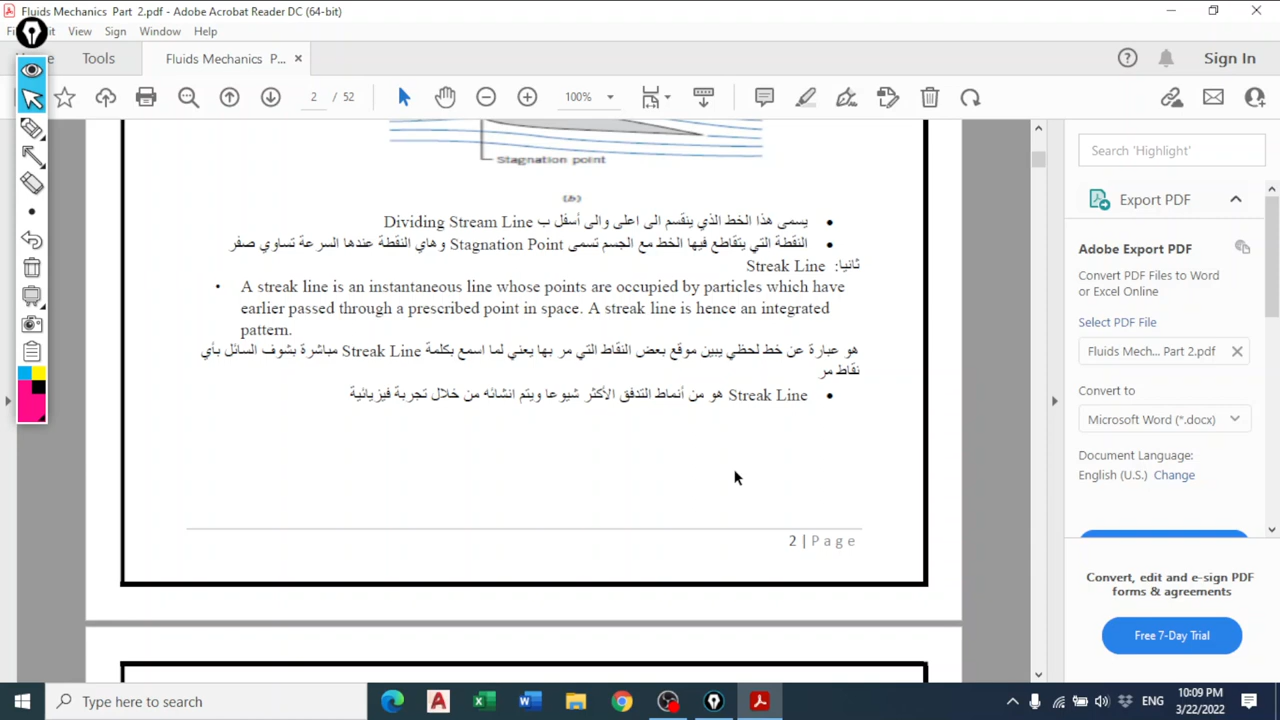 Fluids Mechanics Part 2.pdf - Adobe Acrobat Reader DC (64-bit)
View Sign Window Help
Tools Fluids Mechanics P... Sign In
2 / 52 100%
Stagnation point
(b)
يسمى هذا الخط الذي ينقسم الى اعلى والى أسفل ب Dividing Stream Line
النقطة التي يتقاطع فيها الخط مع الجسم تسمى Stagnation Point وهاي النقطة عندها السرعة تساوي صفر
ثانيا: Streak Line
• A streak line is an instantaneous line whose points are occupied by particles which have
earlier passed through a prescribed point in space. A streak line is hence an integrated
pattern.
هو عبارة عن خط لحظي يبين موقع بعض النقاط التي مر بها يعني لما اسمع بكلمة Streak Line مباشرة بشوف السائل بأي
نقاط مر
Streak Line هو من أنماط التدفق الأكثر شيوعا ويتم انشائه من خلال تجربة فيزيائية
2 | Page
Search 'Highlight'
Export PDF
Adobe Export PDF
Convert PDF Files to Word
or Excel Online
Select PDF File
Fluids Mech... Part 2.pdf
Convert to
Microsoft Word (*.docx)
Document Language:
English (U.S.) Change
Convert, edit and e-sign PDF
forms & agreements
Free 7-Day Trial
Type here to search
ENG
10:09 PM
3/22/2022